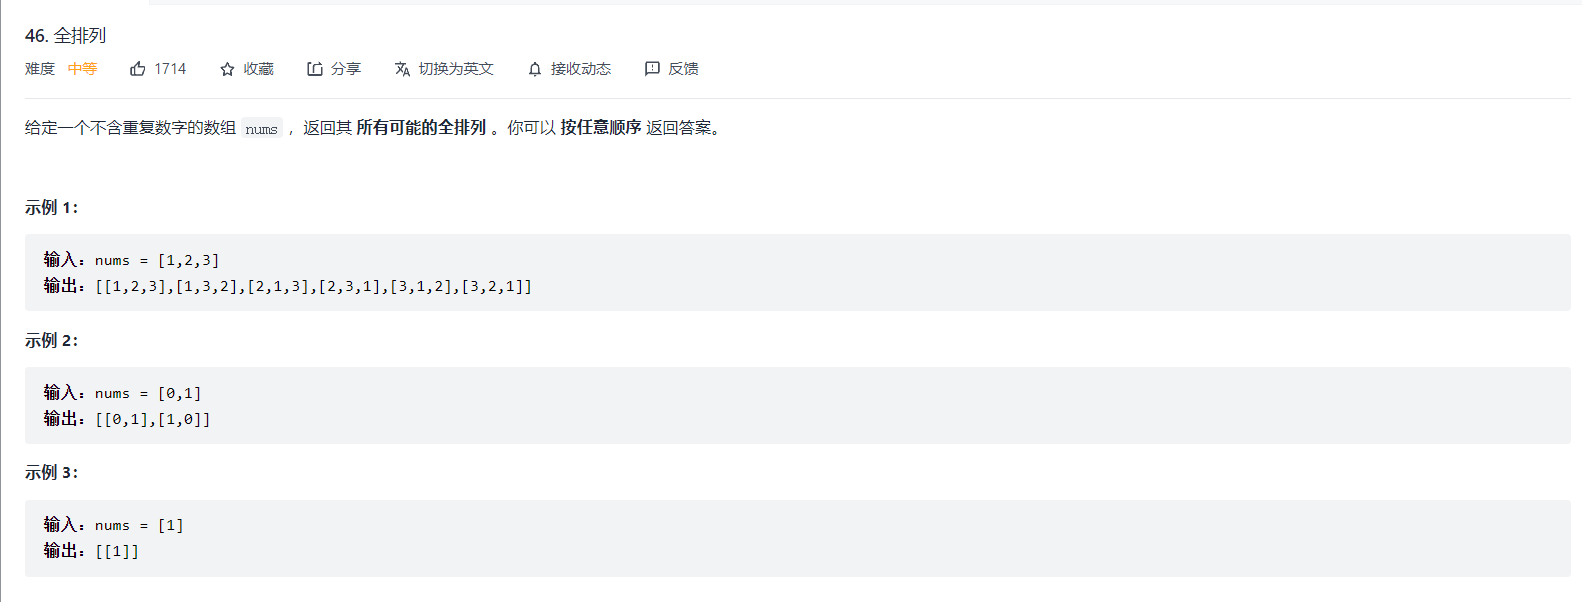 46. 全排列
难度 中等 1714 收藏 分享 切换为英文 接收动态 反馈
给定一个不含重复数字的数组 nums ，返回其 所有可能的全排列 。你可以 按任意顺序 返回答案。
示例 1：
输入：nums = [1,2,3]
输出：[[1,2,3],[1,3,2],[2,1,3],[2,3,1],[3,1,2],[3,2,1]]
示例 2：
输入：nums = [0,1]
输出：[[0,1],[1,0]]
示例 3：
输入：nums = [1]
输出：[[1]]